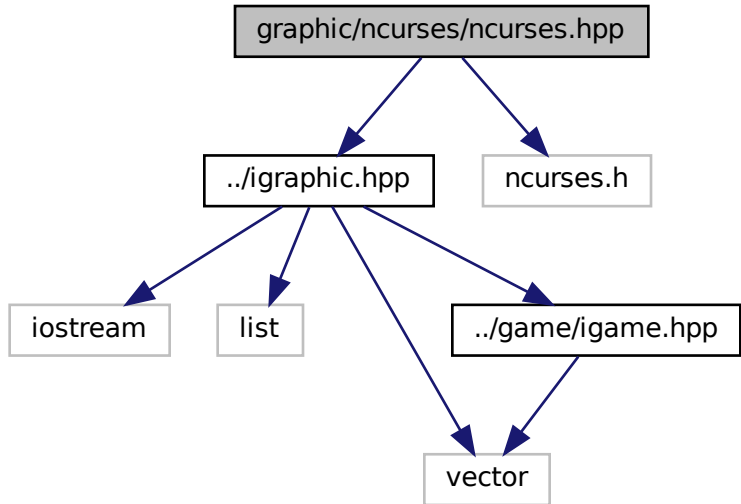 graphic/ncurses/ncurses.hpp
../igraphic.hpp
ncurses.h
iostream
list
../game/igame.hpp
vector